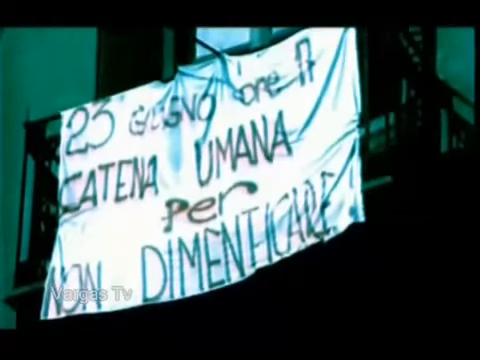 23 GIUGNO ore 17
CATENA UMANA
Per
NON DIMENTICARE
Vargas Tv